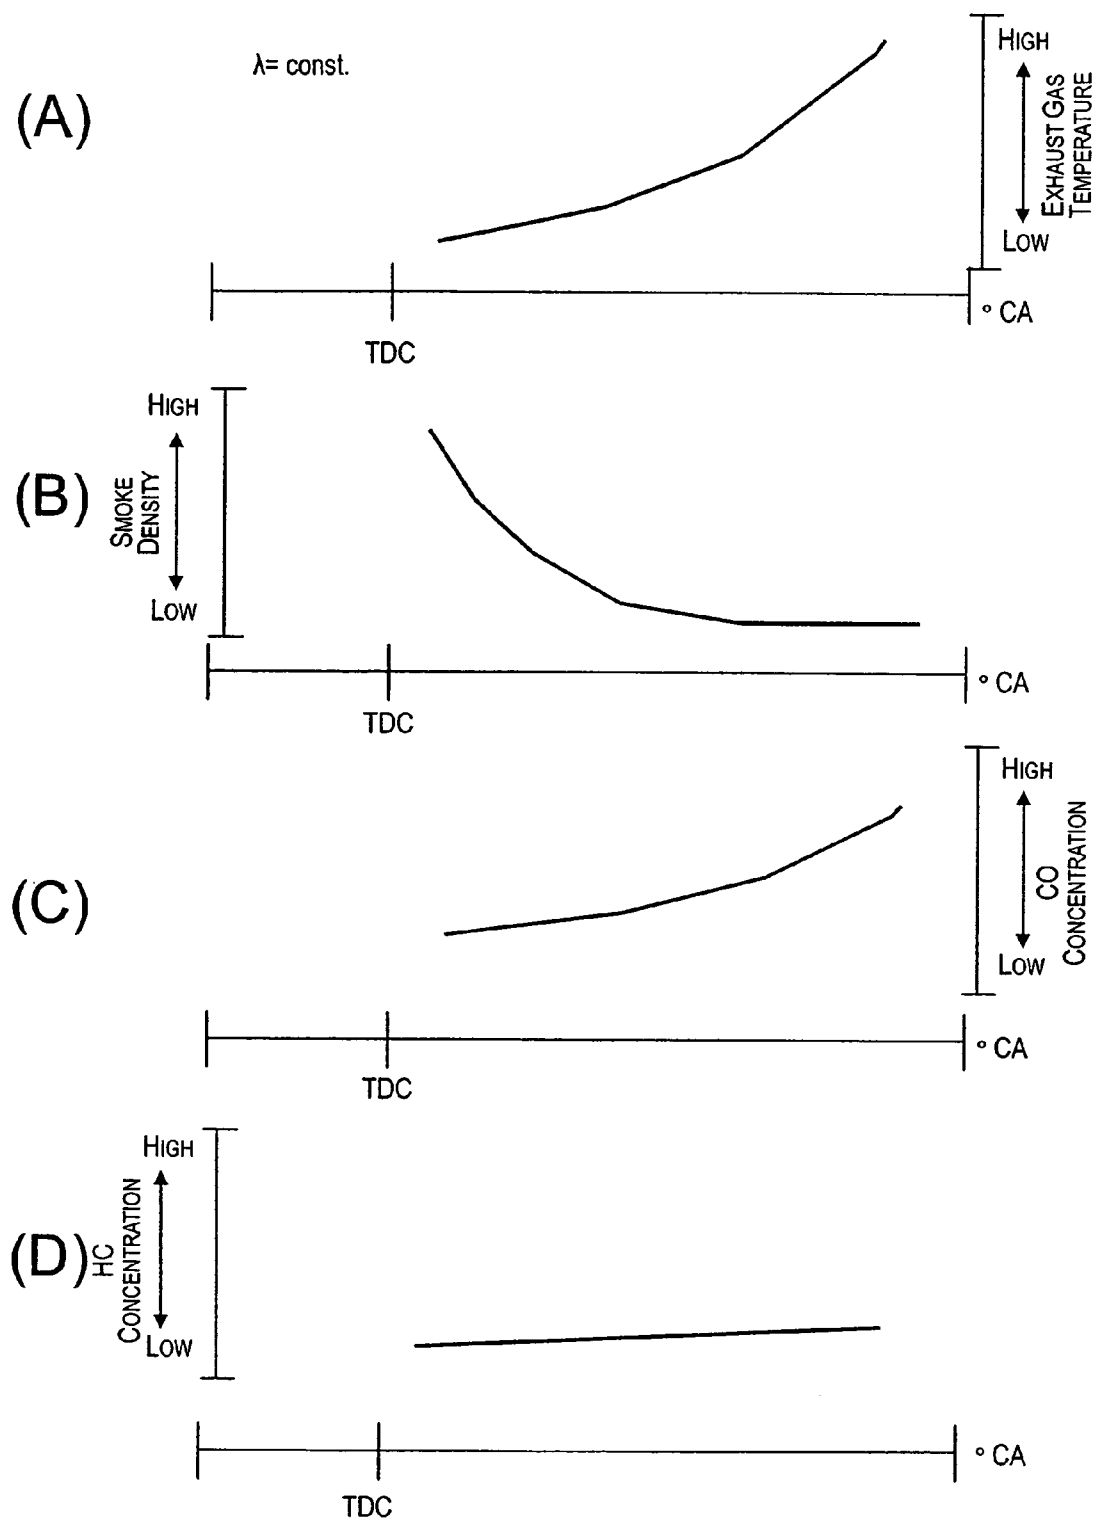 (A)
λ= const.
HIGH
EXHAUST GAS
TEMPERATURE
LOW
° CA
TDC
(B)
HIGH
SMOKE
DENSITY
LOW
° CA
TDC
(C)
HIGH
CO
CONCENTRATION
LOW
° CA
TDC
(D)
HIGH
HC
CONCENTRATION
LOW
° CA
TDC